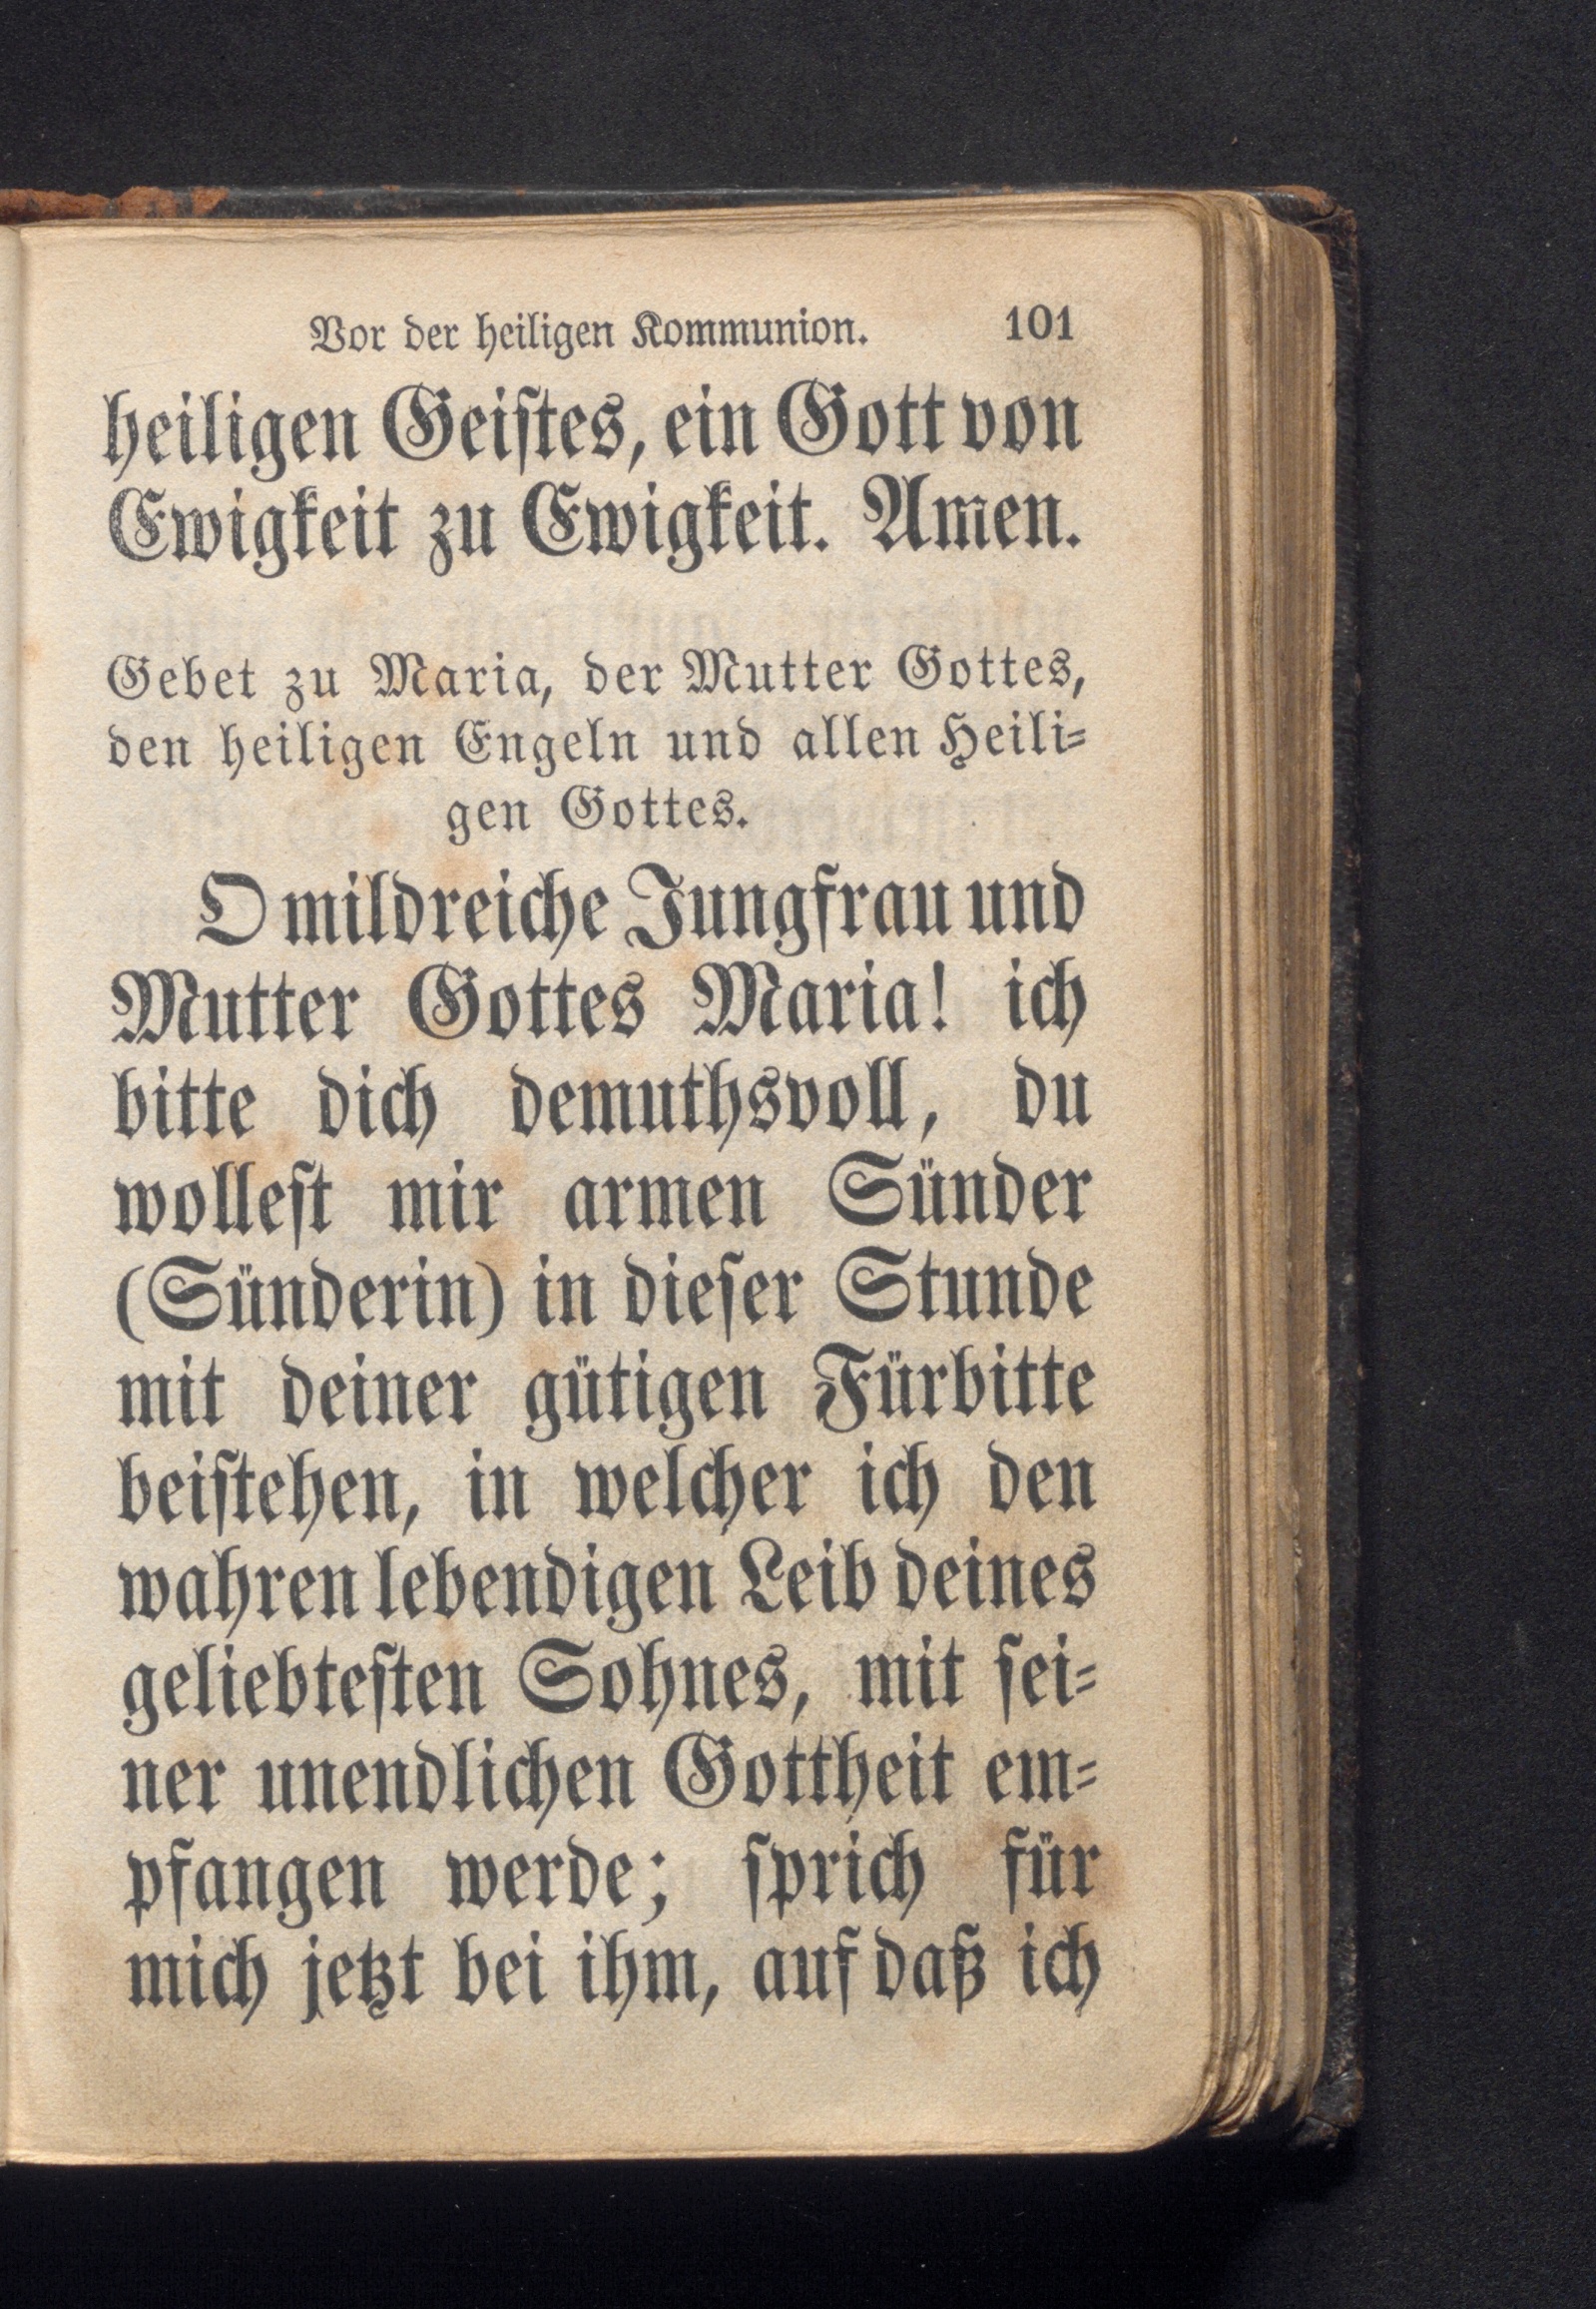 Vor der heiligen Kommunion. 101
heiligen Geiſtes, ein Gott von
Ewigkeit zu Ewigkeit. Amen.
Gebet zu Maria, der Mutter Gottes,
den heiligen Engeln und allen Heili-
gen Gottes.
O mildreiche Jungfrau und
Mutter Gottes Maria! ich
bitte dich demuthsvoll, du
wolleſt mir armen Sünder
(Sünderin) in dieſer Stunde
mit deiner gütigen Fürbitte
beiſtehen, in welcher ich den
wahren lebendigen Leib deines
geliebteſten Sohnes, mit ſei-
ner unendlichen Gottheit em-
pfangen werde; ſprich für
mich jetzt bei ihm, auf daß ich